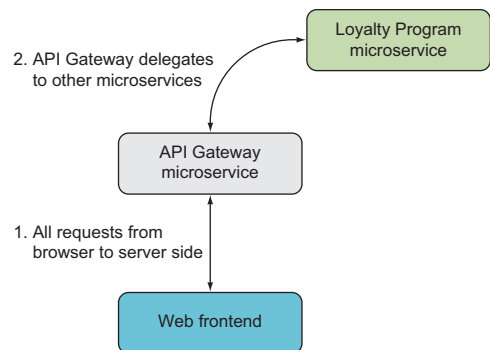 Loyalty Program
microservice
2. API Gateway delegates
to other microservices
API Gateway
microservice
1. All requests from
browser to server side
Web frontend